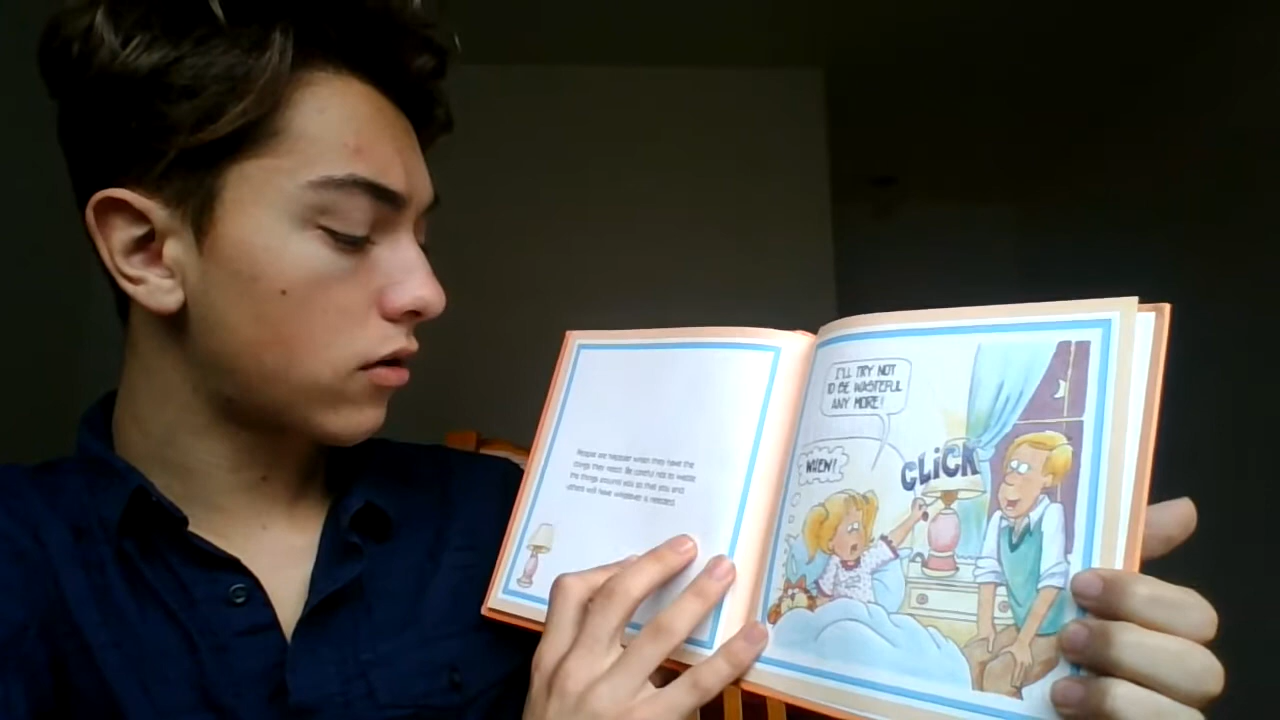 People are happier when they have the
things they need. Be careful not to waste
the things around you so that you and
others will have whatever is needed.
I'LL TRY NOT
TO BE WASTEFUL
ANY MORE!
WHEW!
CLICK